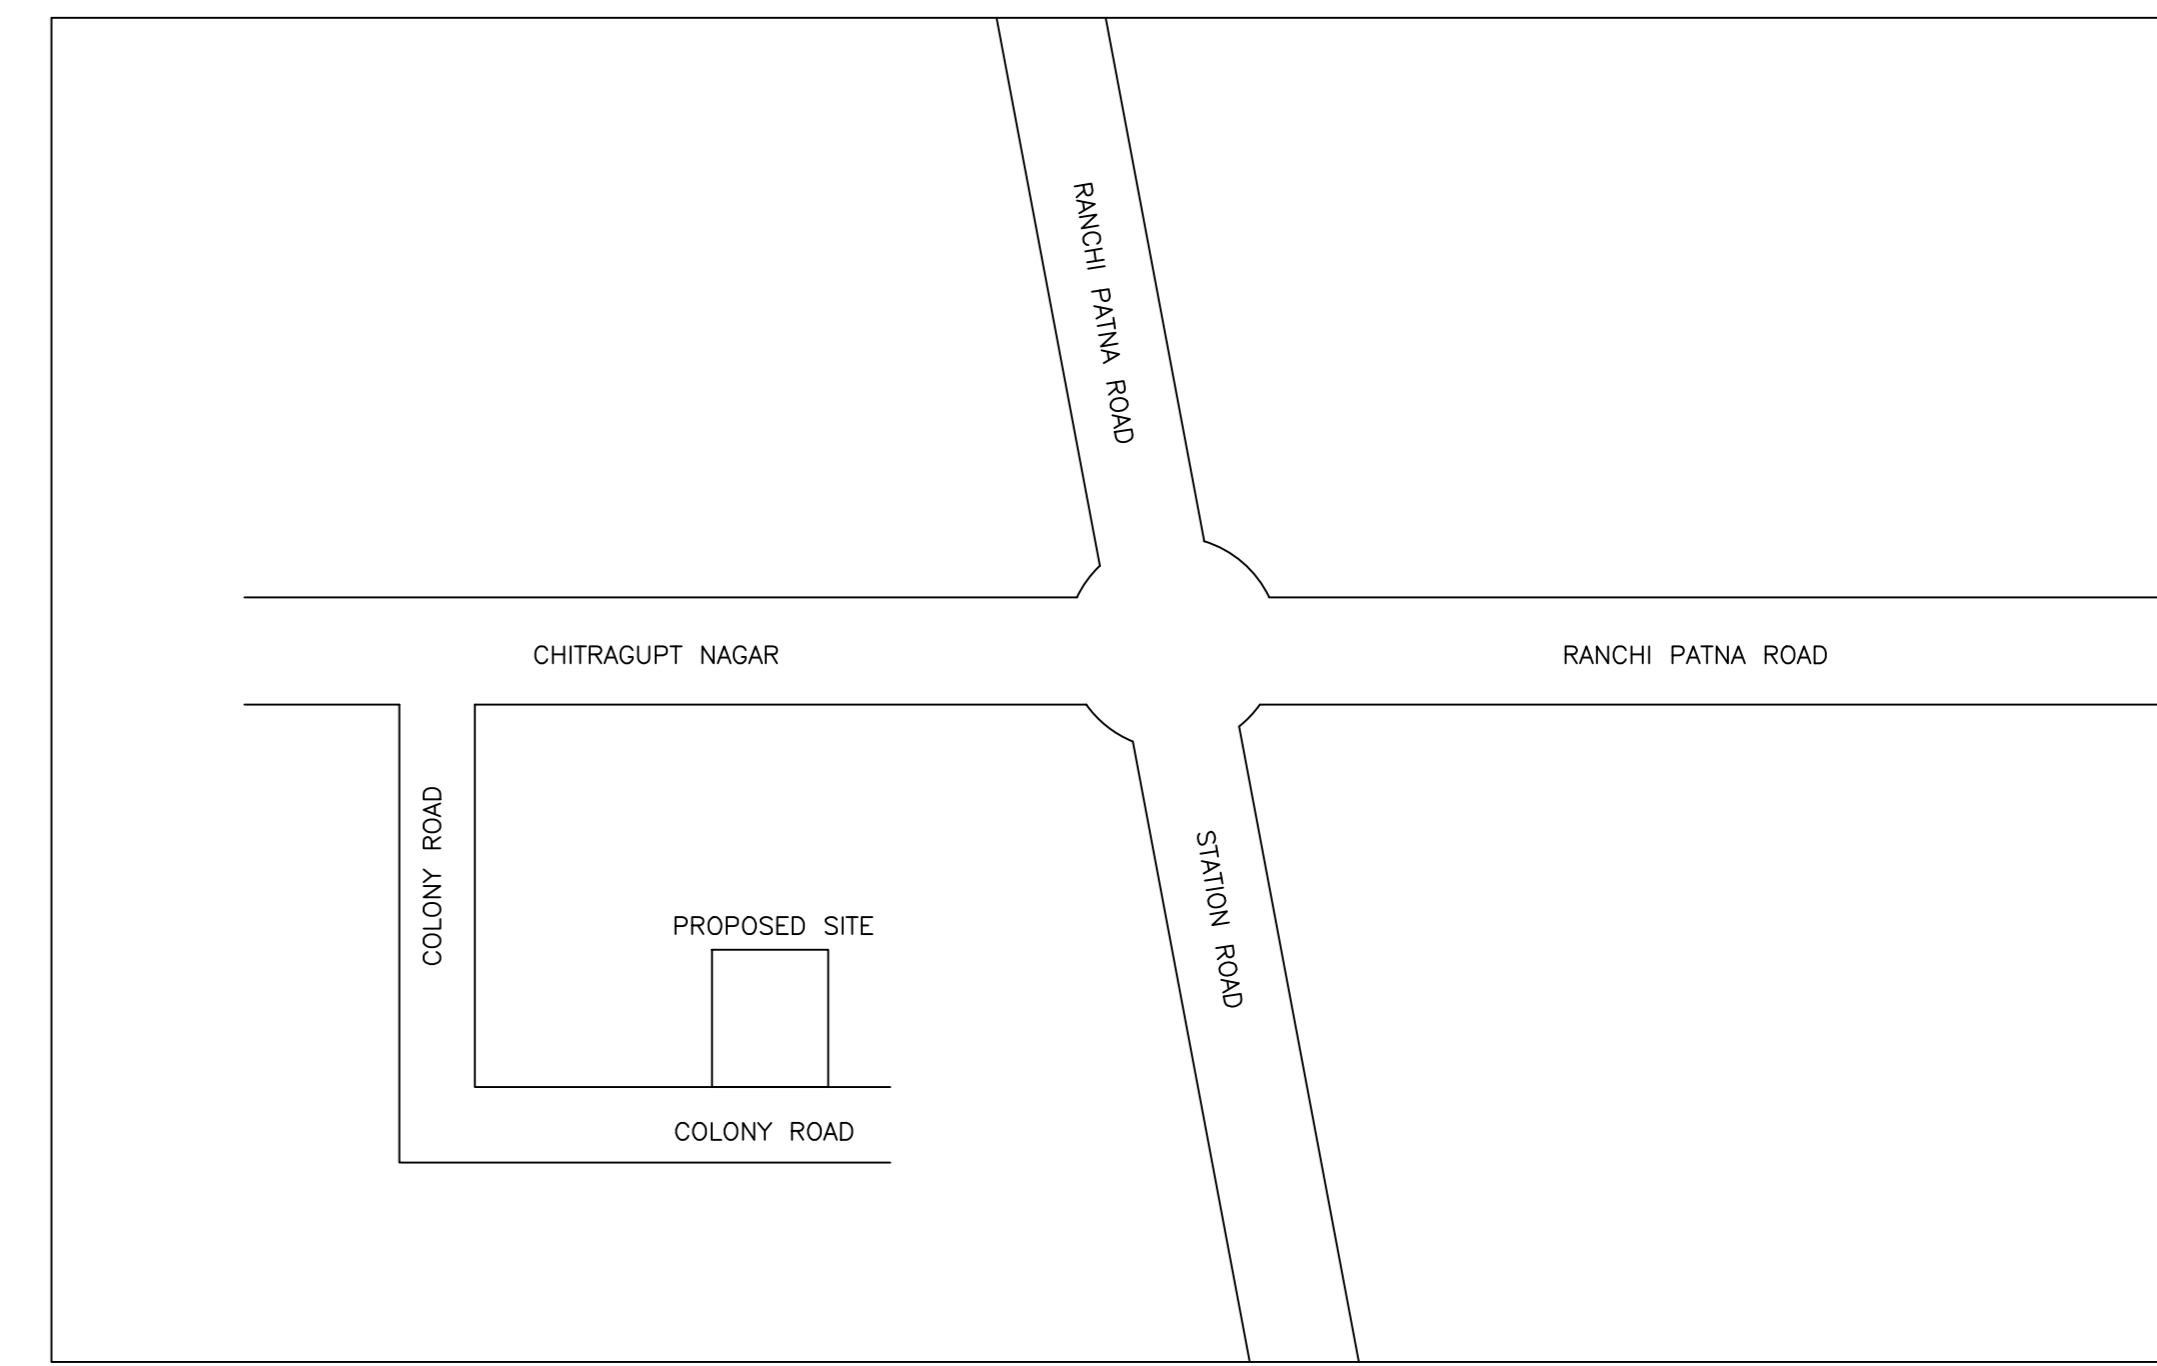 RANCHI PATNA ROAD
CHITRAGUPT NAGAR
RANCHI PATNA ROAD
COLONY ROAD
STATION ROAD
PROPOSED SITE
COLONY ROAD